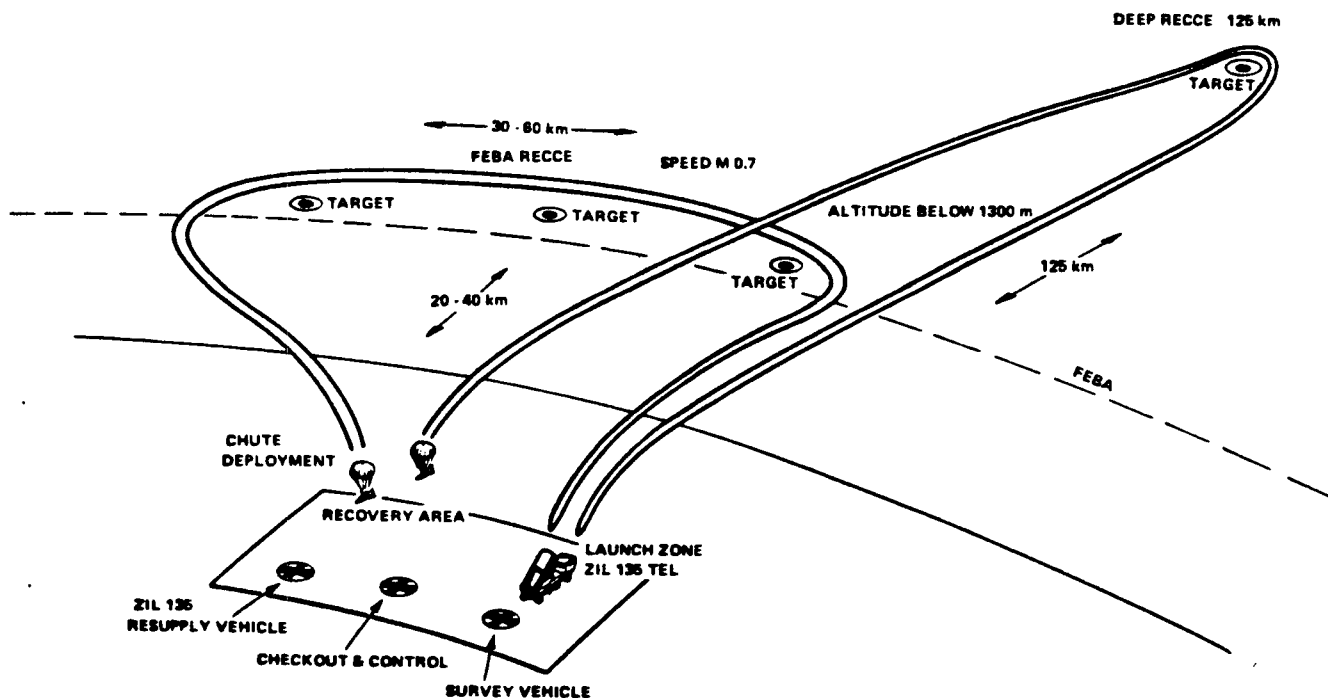 DEEP RECCE 125 km
TARGET
30 - 60 km
FEBA RECCE
SPEED M 0.7
TARGET
TARGET
ALTITUDE BELOW 1300 m
TARGET
125 km
20 - 40 km
FEBA
CHUTE
DEPLOYMENT
RECOVERY AREA
LAUNCH ZONE
ZIL 135 TEL
ZIL 135
RESUPPLY VEHICLE
CHECKOUT & CONTROL
SURVEY VEHICLE